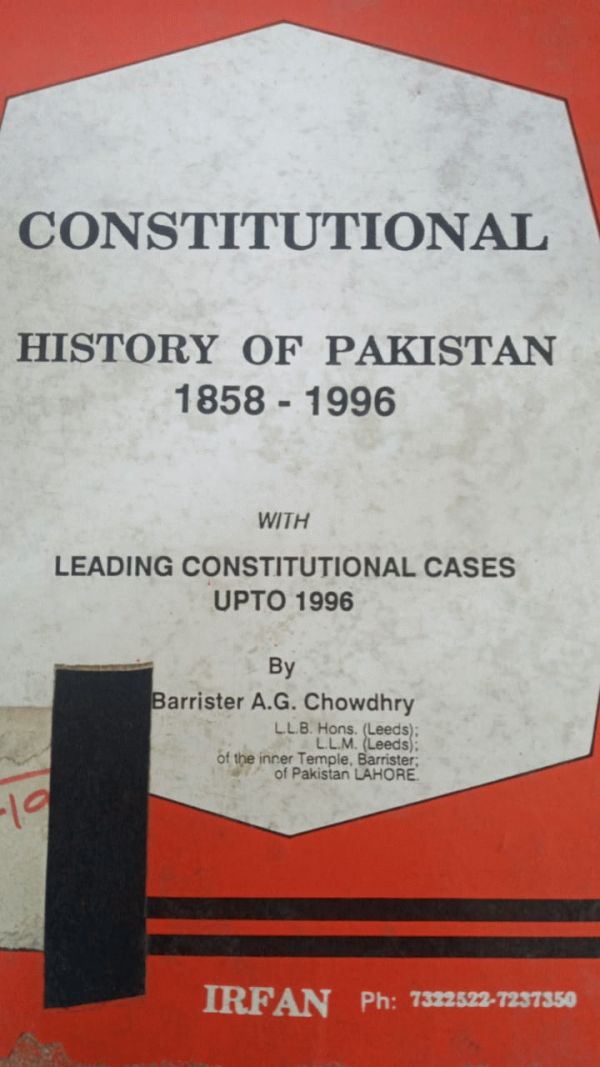 CONSTITUTIONAL
HISTORY OF PAKISTAN
1858 - 1996
WITH
LEADING CONSTITUTIONAL CASES
UPTO 1996
By
Barrister A.G. Chowdhry
L.L.B. Hons. (Leeds);
L.L.M. (Leeds);
of the inner Temple, Barrister;
of Pakistan LAHORE.
IRFAN Ph: 7322522-7237350